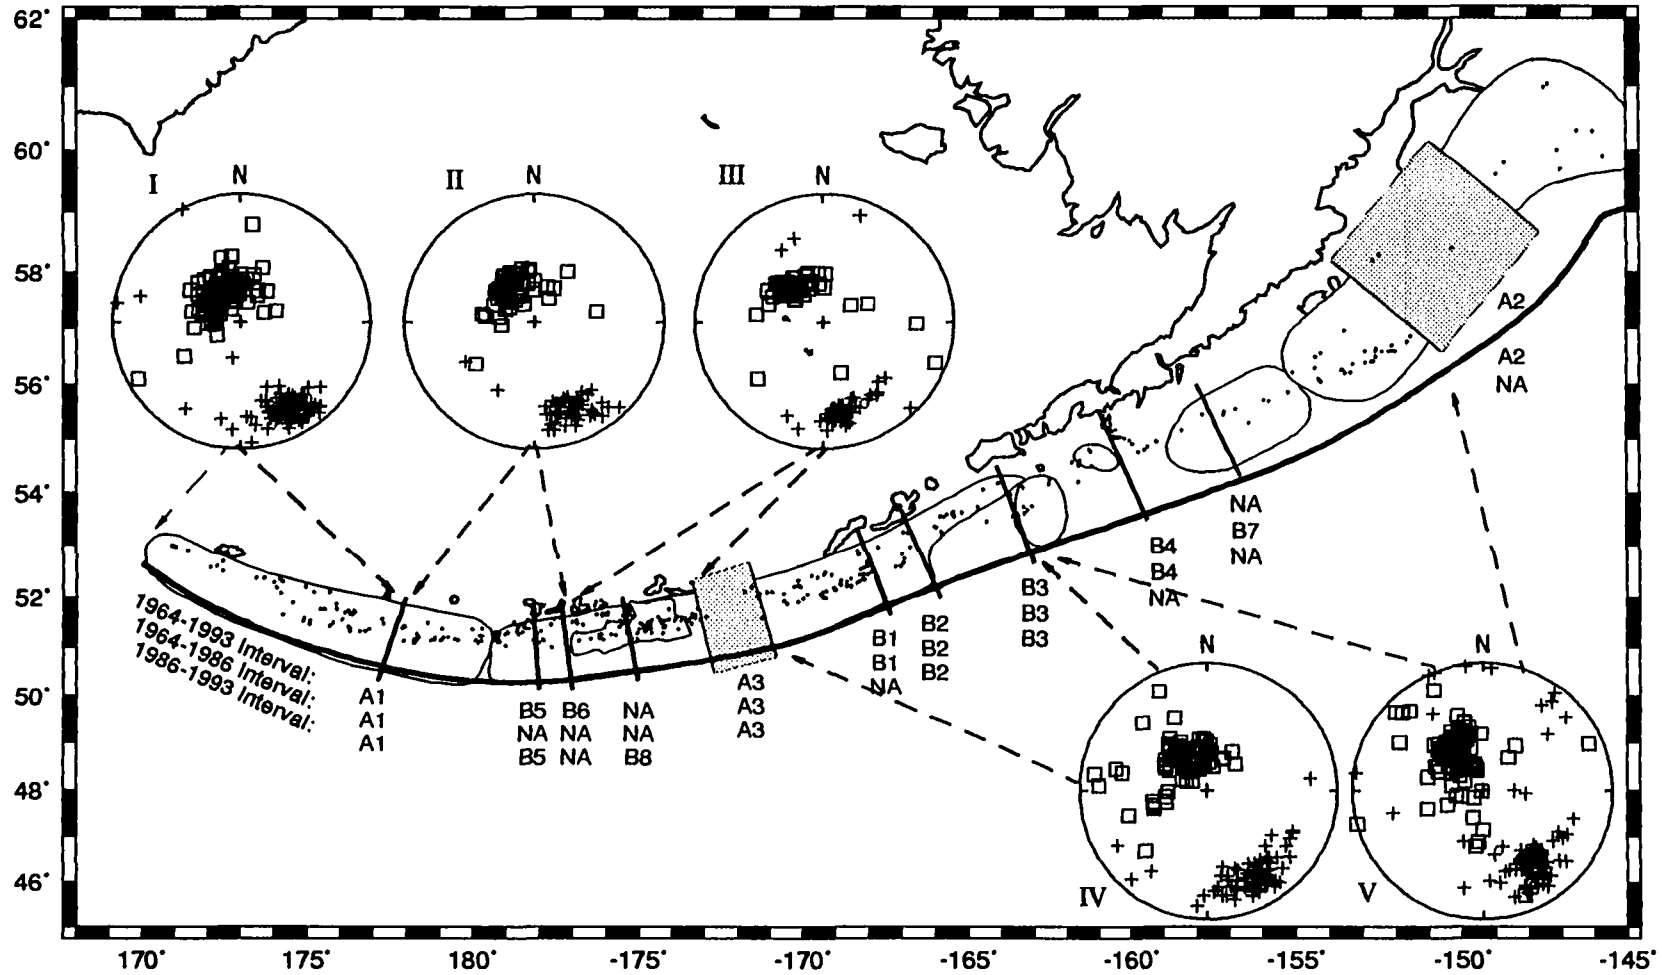 62°
60°
58°
56°
54°
52°
50°
48°
46°
I
N
II
N
III
N
A2
A2
NA
NA
B7
NA
B4
B4
NA
B3
B3
B3
B2
B2
B2
B1
B1
NA
A3
A3
A3
NA
NA
B8
B6
NA
NA
B5
NA
B5
A1
A1
A1
1964-1993 Interval:
1964-1986 Interval:
1986-1993 Interval:
N
IV
N
V
170°
175°
180°
-175°
-170°
-165°
-160°
-155°
-150°
-145°